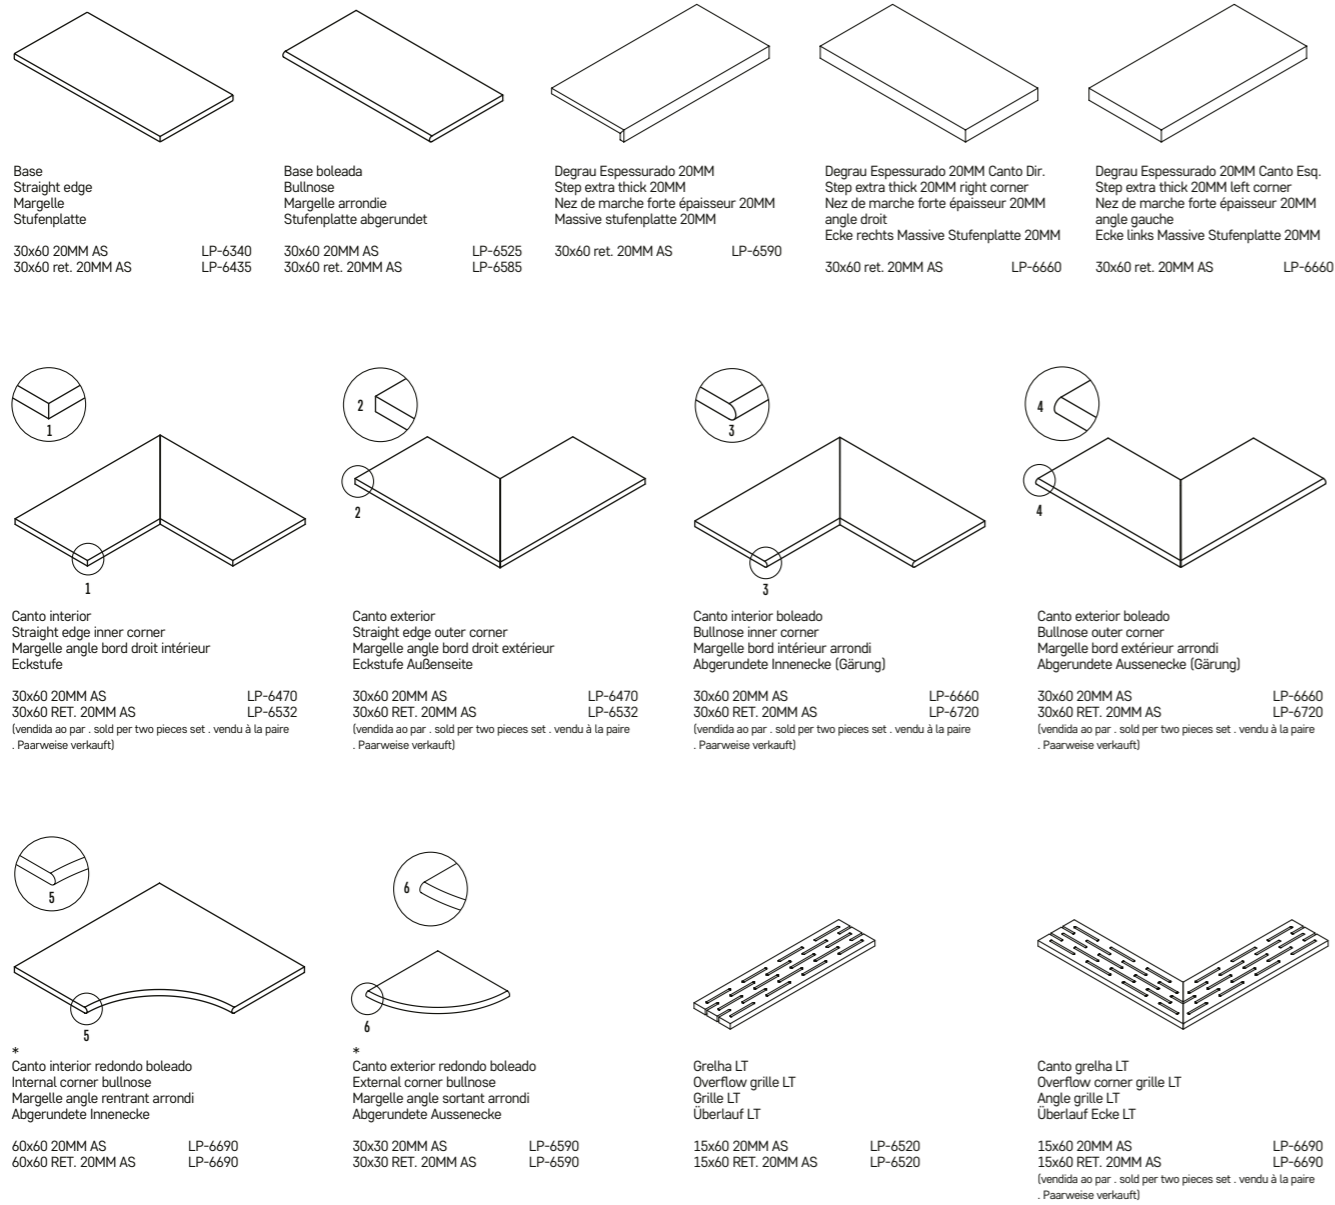 Base
Straight edge
Margelle
Stufenplatte
30x60 20MM AS LP-6340
30x60 ret. 20MM AS LP-6435
Base boleada
Bullnose
Margelle arrondie
Stufenplatte abgerundet
30x60 20MM AS LP-6525
30x60 ret. 20MM AS LP-6585
Degrau Espessurado 20MM
Step extra thick 20MM
Nez de marche forte épaisseur 20MM
Massive stufenplatte 20MM
30x60 ret. 20MM AS LP-6590
Degrau Espessurado 20MM Canto Dir.
Step extra thick 20MM right corner
Nez de marche forte épaisseur 20MM
angle droit
Ecke rechts Massive Stufenplatte 20MM
30x60 ret. 20MM AS LP-6660
Degrau Espessurado 20MM Canto Esq.
Step extra thick 20MM left corner
Nez de marche forte épaisseur 20MM
angle gauche
Ecke links Massive Stufenplatte 20MM
30x60 ret. 20MM AS LP-6660
1
1
Canto interior
Straight edge inner corner
Margelle angle bord droit intérieur
Eckstufe
30x60 20MM AS LP-6470
30x60 RET. 20MM AS LP-6532
(vendida ao par . sold per two pieces set . vendu à la paire
. Paarweise verkauft)
2
2
Canto exterior
Straight edge outer corner
Margelle angle bord droit extérieur
Eckstufe Außenseite
30x60 20MM AS LP-6470
30x60 RET. 20MM AS LP-6532
(vendida ao par . sold per two pieces set . vendu à la paire
. Paarweise verkauft)
3
3
Canto interior boleado
Bullnose inner corner
Margelle bord intérieur arrondi
Abgerundete Innenecke (Gärung)
30x60 20MM AS LP-6660
30x60 RET. 20MM AS LP-6720
(vendida ao par . sold per two pieces set . vendu à la paire
. Paarweise verkauft)
4
4
Canto exterior boleado
Bullnose outer corner
Margelle bord extérieur arrondi
Abgerundete Aussenecke (Gärung)
30x60 20MM AS LP-6660
30x60 RET. 20MM AS LP-6720
(vendida ao par . sold per two pieces set . vendu à la paire
. Paarweise verkauft)
5
5
*
Canto interior redondo boleado
Internal corner bullnose
Margelle angle rentrant arrondi
Abgerundete Innenecke
60x60 20MM AS LP-6690
60x60 RET. 20MM AS LP-6690
6
6
*
Canto exterior redondo boleado
External corner bullnose
Margelle angle sortant arrondi
Abgerundete Aussenecke
30x30 20MM AS LP-6590
30x30 RET. 20MM AS LP-6590
Grelha LT
Overflow grille LT
Grille LT
Überlauf LT
15x60 20MM AS LP-6520
15x60 RET. 20MM AS LP-6520
Canto grelha LT
Overflow corner grille LT
Angle grille LT
Überlauf Ecke LT
15x60 20MM AS LP-6690
15x60 RET. 20MM AS LP-6690
(vendida ao par . sold per two pieces set . vendu à la paire
. Paarweise verkauft)